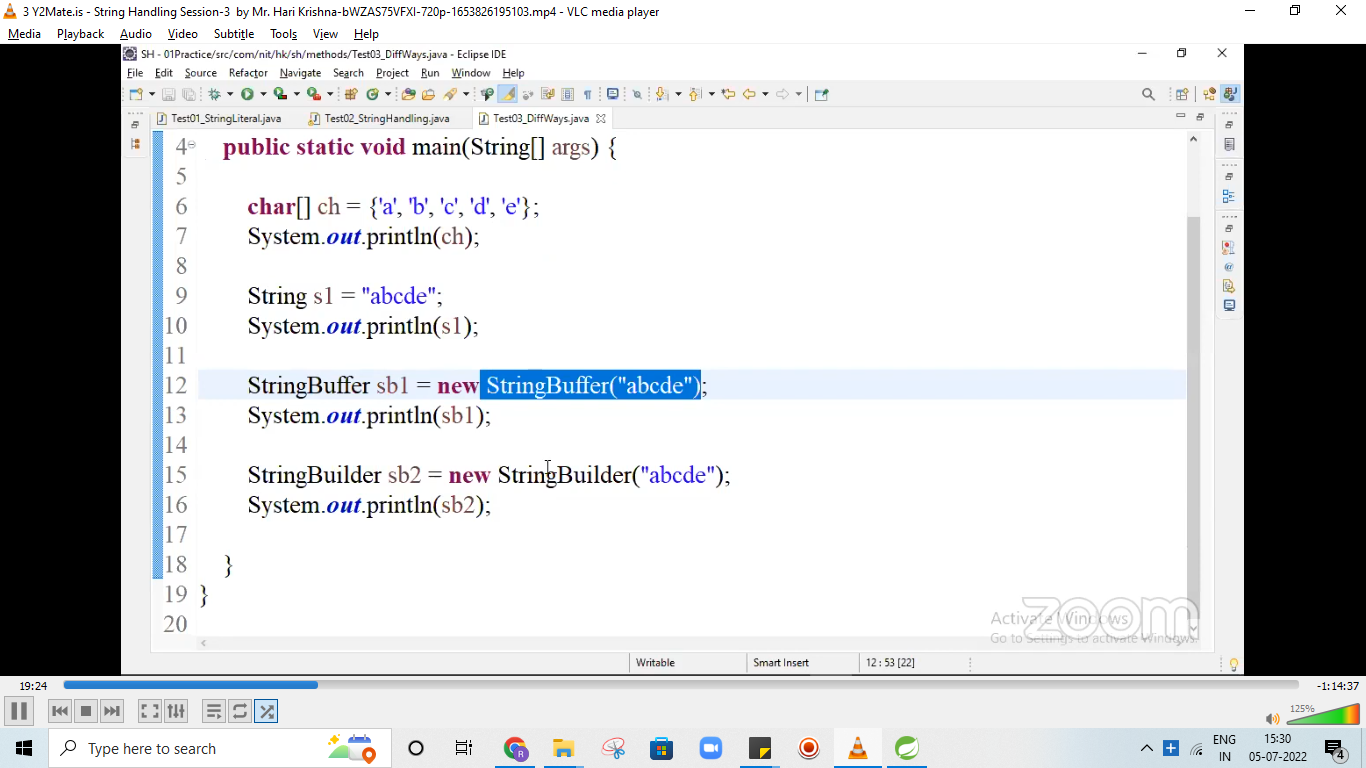 3 Y2Mate.is - String Handling Session-3 by Mr. Hari Krishna-bWZAS75VFXI-720p-1653826195103.mp4 - VLC media player
Media Playback Audio Video Subtitle Tools View Help
SH - 01Practice/src/com/nit/hk/sh/methods/Test03_DiffWays.java - Eclipse IDE
File Edit Source Refactor Navigate Search Project Run Window Help
Test01_StringLiteral.java Test02_StringHandling.java Test03_DiffWays.java
4 public static void main(String[] args) {
5
6 char[] ch = {'a', 'b', 'c', 'd', 'e'};
7 System.out.println(ch);
8
9 String s1 = "abcde";
10 System.out.println(s1);
11
12 StringBuffer sb1 = new StringBuffer("abcde");
13 System.out.println(sb1);
14
15 StringBuilder sb2 = new StringBuilder("abcde");
16 System.out.println(sb2);
17
18 }
19 }
20
zoom
Activate Windows
Go to Settings to activate Windows.
Writable Smart Insert 12 : 53 [22]
19:24 -1:14:37
125%
Type here to search
R
ENG
IN
15:30
05-07-2022
4